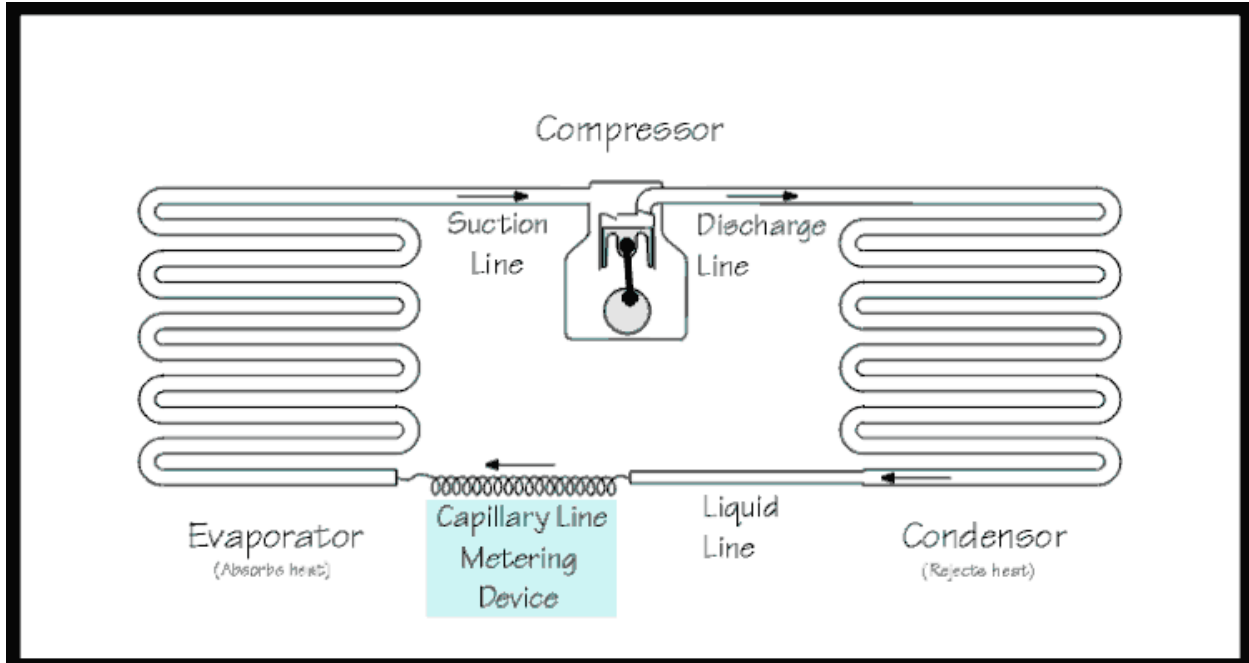 Compressor
Suction
Line
Discharge
Line
Capillary Line
Metering
Device
Liquid
Line
Evaporator
(Absorbs heat)
Condensor
(Rejects heat)